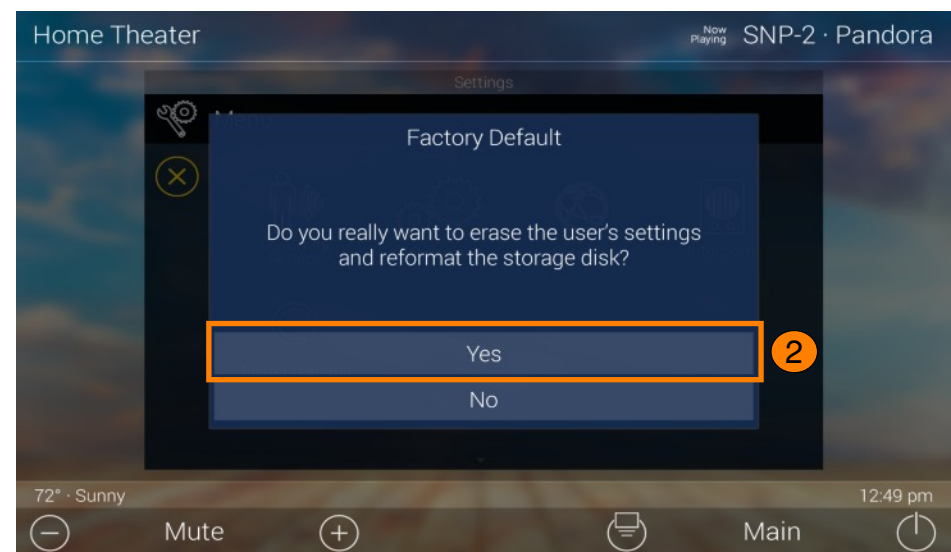 Home Theater
Now Playing SNP-2 · Pandora
Settings
Menu
Factory Default
Do you really want to erase the user's settings
and reformat the storage disk?
Yes
2
No
72° · Sunny
12:49 pm
Mute
Main